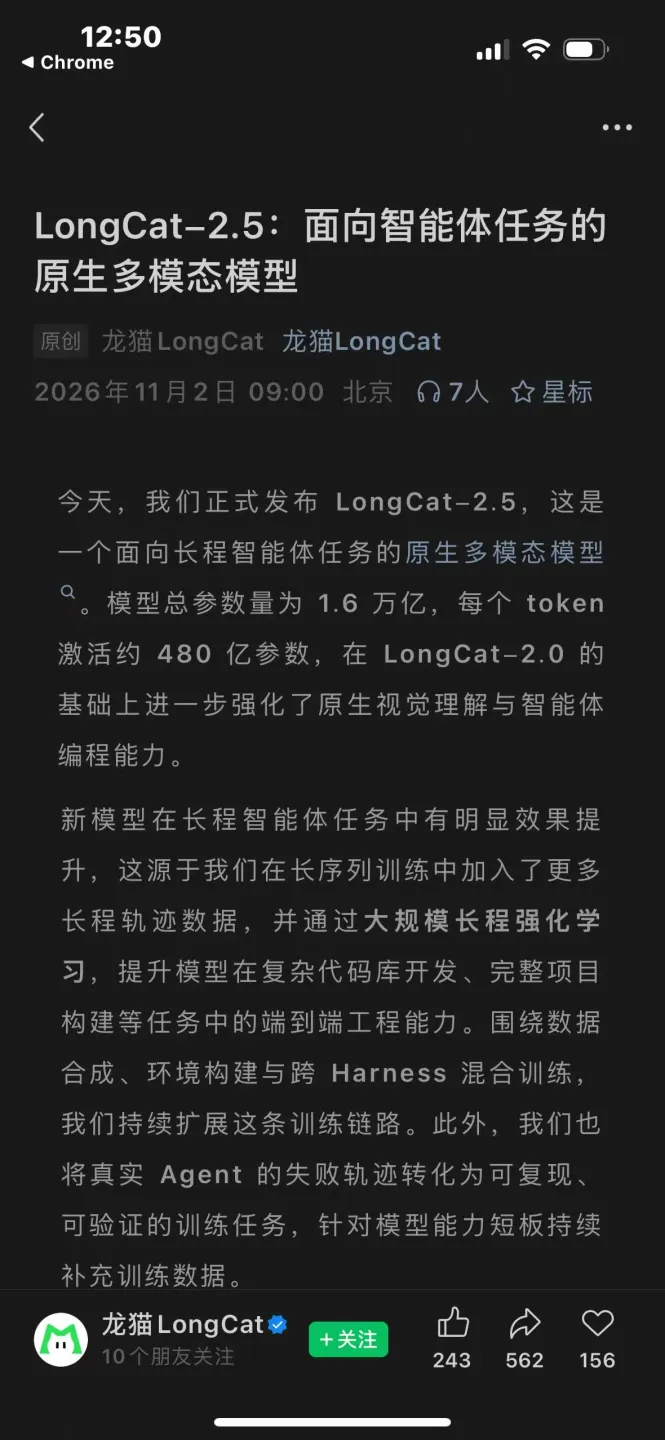 12:50
Chrome
LongCat-2.5：面向智能体任务的
原生多模态模型
原创 龙猫LongCat 龙猫LongCat
2026年11月2日 09:00 北京 7人 星标
今天，我们正式发布 LongCat-2.5，这是
一个面向长程智能体任务的原生多模态模型
。模型总参数量为 1.6 万亿，每个 token
激活约 480 亿参数，在 LongCat-2.0 的
基础上进一步强化了原生视觉理解与智能体
编程能力。
新模型在长程智能体任务中有明显效果提
升，这源于我们在长序列训练中加入了更多
长程轨迹数据，并通过大规模长程强化学
习，提升模型在复杂代码库开发、完整项目
构建等任务中的端到端工程能力。围绕数据
合成、环境构建与跨 Harness 混合训练，
我们持续扩展这条训练链路。此外，我们也
将真实 Agent 的失败轨迹转化为可复现、
可验证的训练任务，针对模型能力短板持续
补充训练数据。
龙猫LongCat
10个朋友关注
+关注
243
562
156